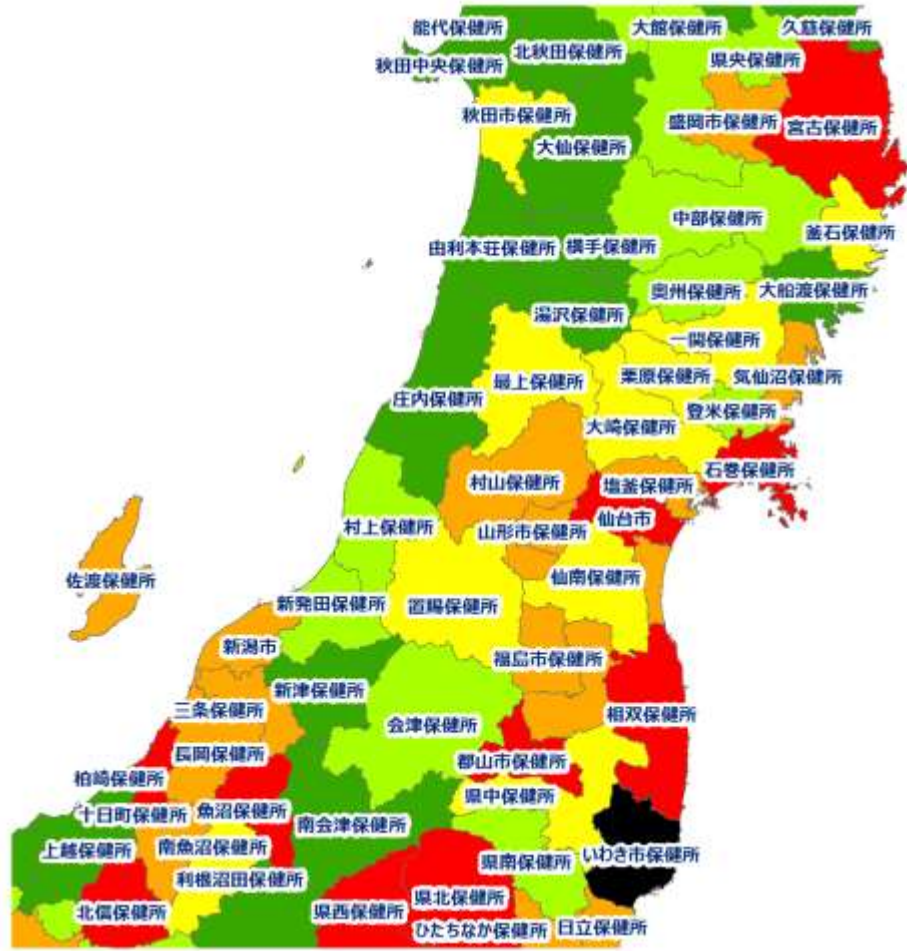 能代保健所
大館保健所
久慈保健所
北秋田保健所
県央保健所
秋田中央保健所
秋田市保健所
盛岡市保健所
宮古保健所
大仙保健所
中部保健所
釜石保健所
由利本荘保健所
横手保健所
奥州保健所
大船渡保健所
湯沢保健所
一関保健所
最上保健所
栗原保健所
気仙沼保健所
庄内保健所
登米保健所
大崎保健所
石巻保健所
村山保健所
塩釜保健所
仙台市
村上保健所
山形市保健所
佐渡保健所
仙南保健所
新発田保健所
置賜保健所
新潟市
福島市保健所
新津保健所
三条保健所
会津保健所
相双保健所
長岡保健所
郡山市保健所
柏崎保健所
県中保健所
十日町保健所
魚沼保健所
南会津保健所
上越保健所
南魚沼保健所
県南保健所
いわき市保健所
利根沼田保健所
北信保健所
県西保健所
県北保健所
ひたちなか保健所
日立保健所